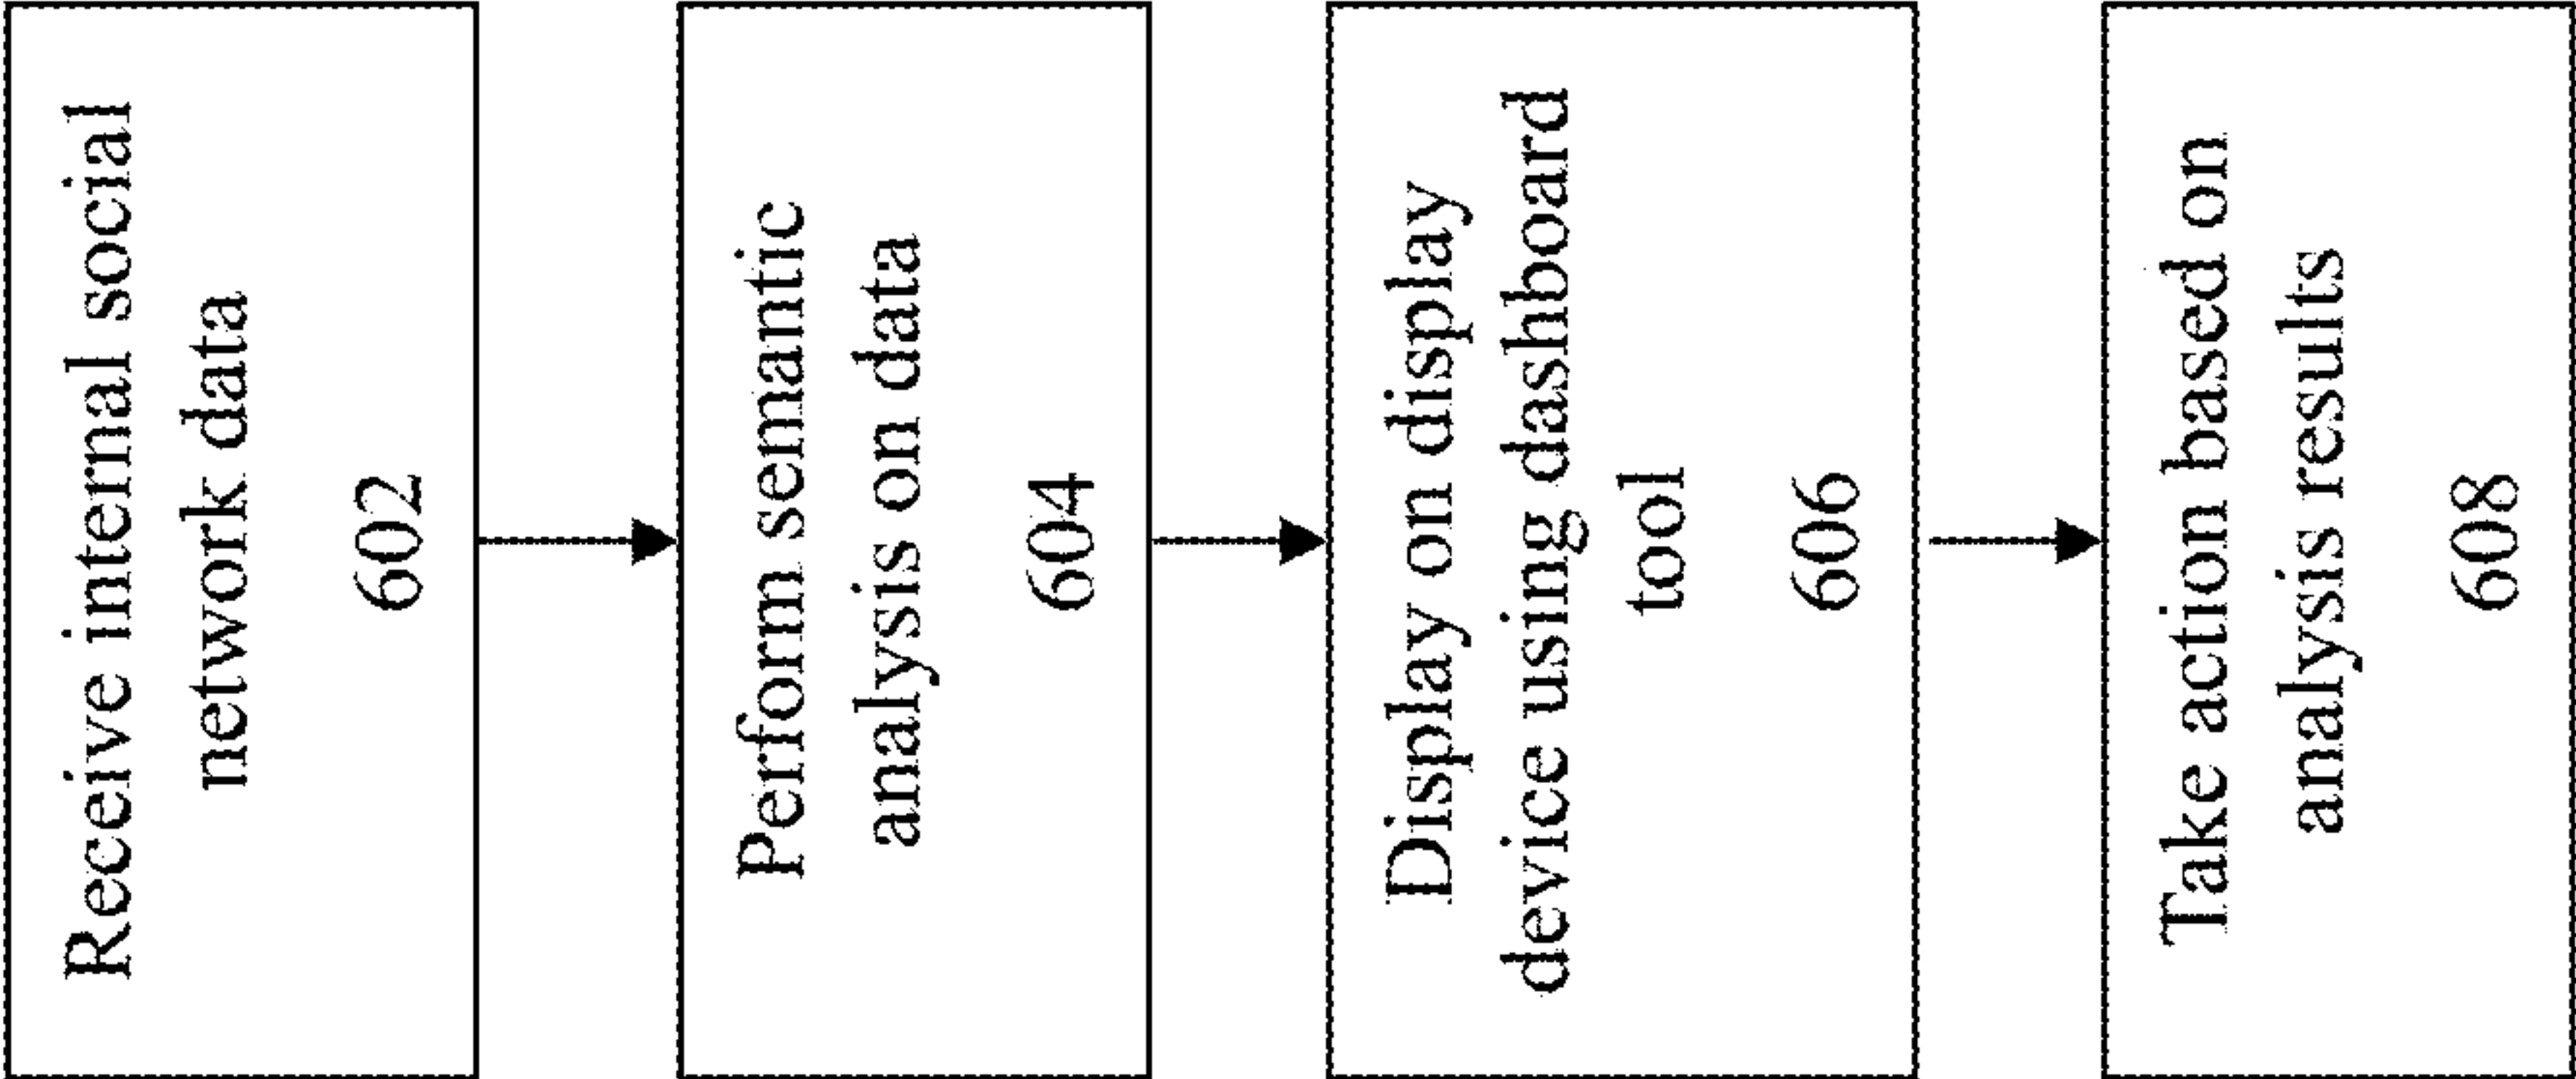 Receive internal social
network data
602
Perform semantic
analysis on data
604
Display on display
device using dashboard
tool
606
Take action based on
analysis results
608